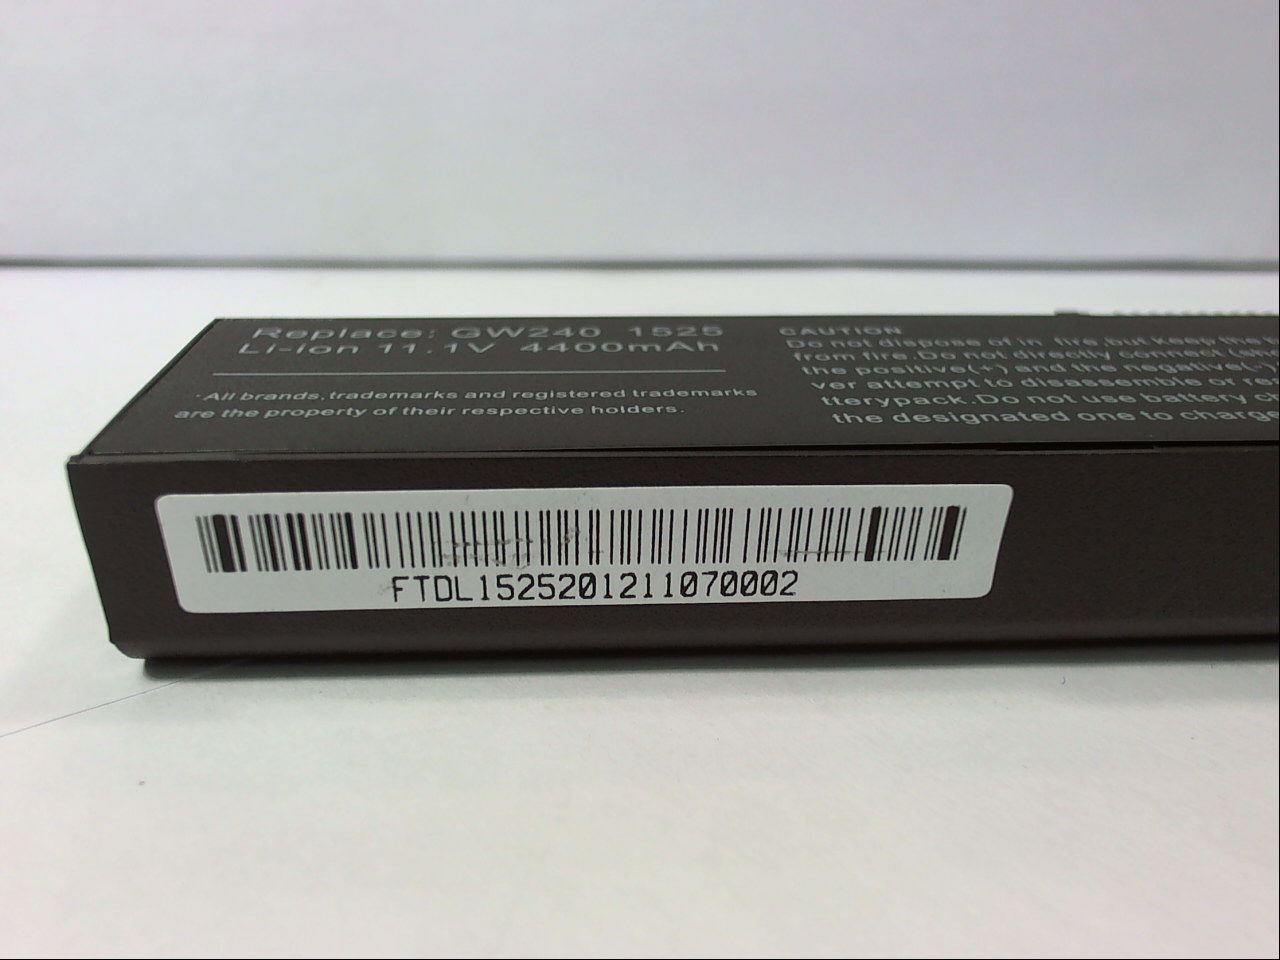 Replace: GW240 1525
Li-ion 11.1V 4400mAh
·All brands, trademarks and registered trademarks
are the property of their respective holders.
CAUTION
Do not dispose of in fire,but keep the
from fire.Do not directly connect (sho
the positive(+) and the negative(-)
ver attempt to disassemble or re
tterypack.Do not use battery ch
the designated one to charge
FTDL1525201211070002